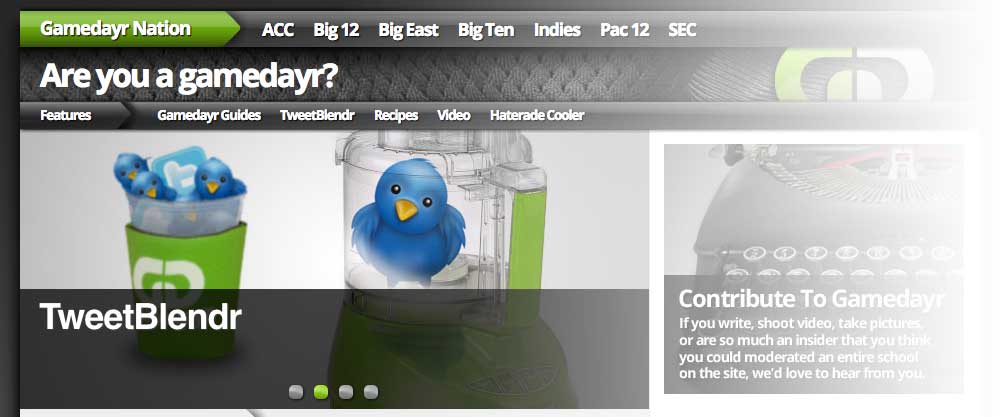 Gamedayr Nation ACC Big 12 Big East Big Ten Indies Pac 12 SEC
Are you a gamedayr?
Features Gamedayr Guides TweetBlendr Recipes Video Haterade Cooler
TweetBlendr
Contribute To Gamedayr
If you write, shoot video, take pictures,
or are so much an insider that you think
you could moderated an entire school
on the site, we'd love to hear from you.